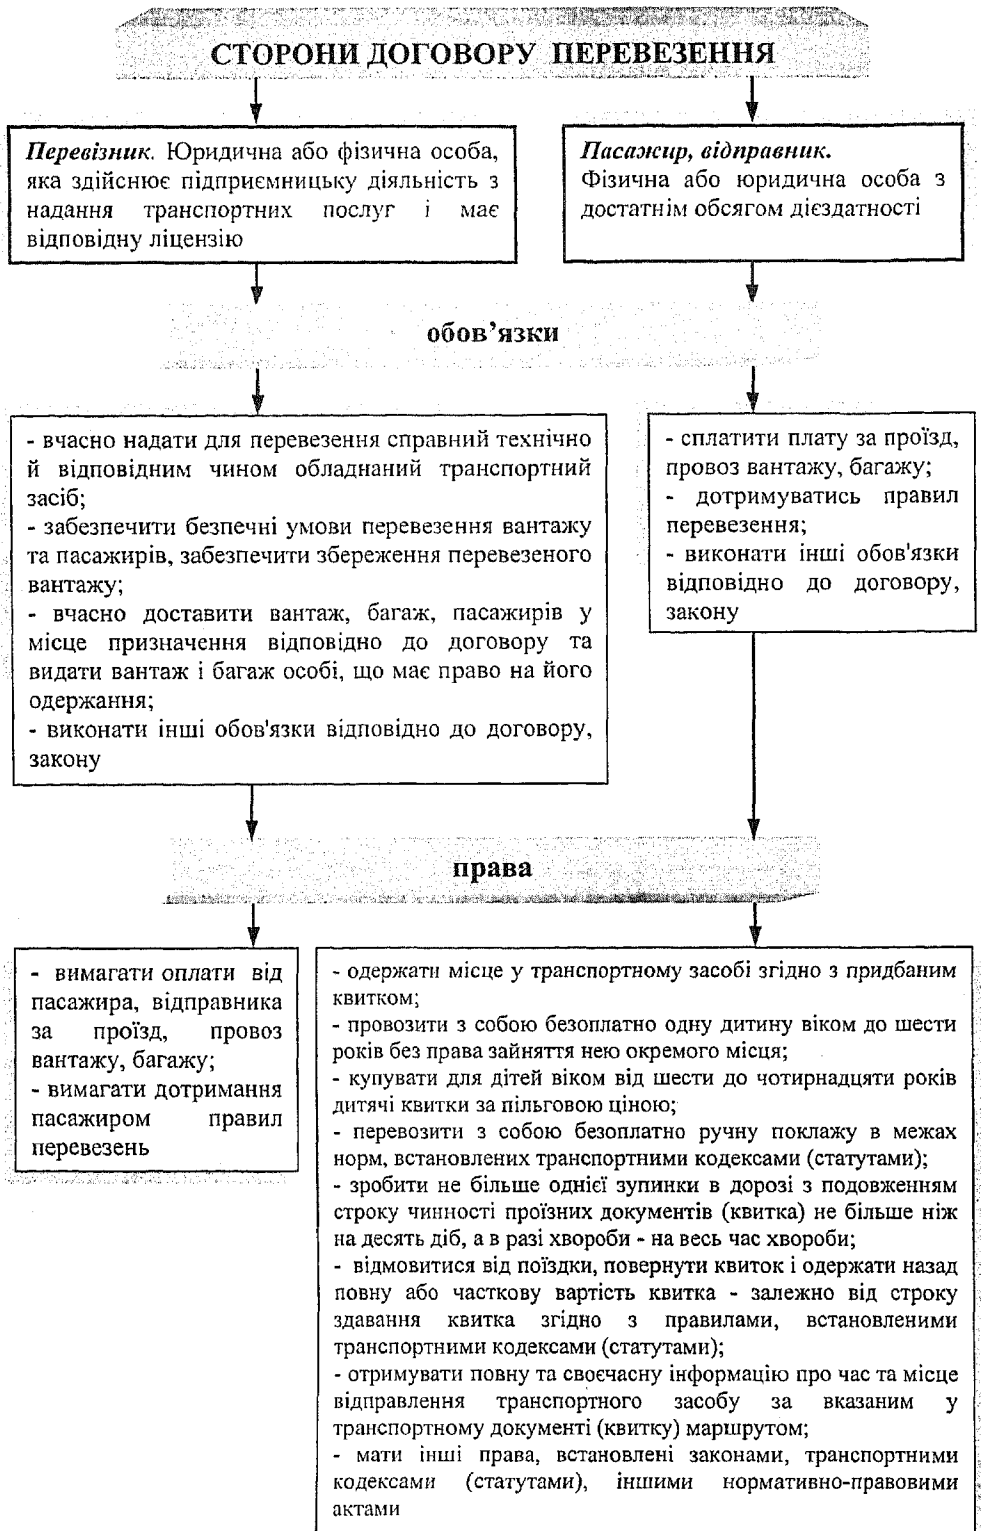 СТОРОНИ ДОГОВОРУ ПЕРЕВЕЗЕННЯ
Перевізник. Юридична або фізична особа,
яка здійснює підприємницьку діяльність з
надання транспортних послуг і має
відповідну ліцензію
Пасажир, відправник.
Фізична або юридична особа з
достатнім обсягом дієздатності
обов'язки
- вчасно надати для перевезення справний технічно
й відповідним чином обладнаний транспортний
засіб;
- забезпечити безпечні умови перевезення вантажу
та пасажирів, забезпечити збереження перевезеного
вантажу;
- вчасно доставити вантаж, багаж, пасажирів у
місце призначення відповідно до договору та
видати вантаж і багаж особі, що має право на його
одержання;
- виконати інші обов'язки відповідно до договору,
закону
- сплатити плату за проїзд,
провоз вантажу, багажу;
- дотримуватись правил
перевезення;
- виконати інші обов'язки
відповідно до договору,
закону
права
- вимагати оплати від
пасажира, відправника
за проїзд, провоз
вантажу, багажу;
- вимагати дотримання
пасажиром правил
перевезень
- одержати місце у транспортному засобі згідно з придбаним
квитком;
- провозити з собою безоплатно одну дитину віком до шести
років без права зайняття нею окремого місця;
- купувати для дітей віком від шести до чотирнадцяти років
дитячі квитки за пільговою ціною;
- перевозити з собою безоплатно ручну поклажу в межах
норм, встановлених транспортними кодексами (статутами);
- зробити не більше однієї зупинки в дорозі з подовженням
строку чинності проїзних документів (квитка) не більше ніж
на десять діб, а в разі хвороби - на весь час хвороби;
- відмовитися від поїздки, повернути квиток і одержати назад
повну або часткову вартість квитка - залежно від строку
здавання квитка згідно з правилами, встановленими
транспортними кодексами (статутами);
- отримувати повну та своєчасну інформацію про час та місце
відправлення транспортного засобу за вказаним у
транспортному документі (квитку) маршрутом;
- мати інші права, встановлені законами, транспортними
кодексами (статутами), іншими нормативно-правовими
актами